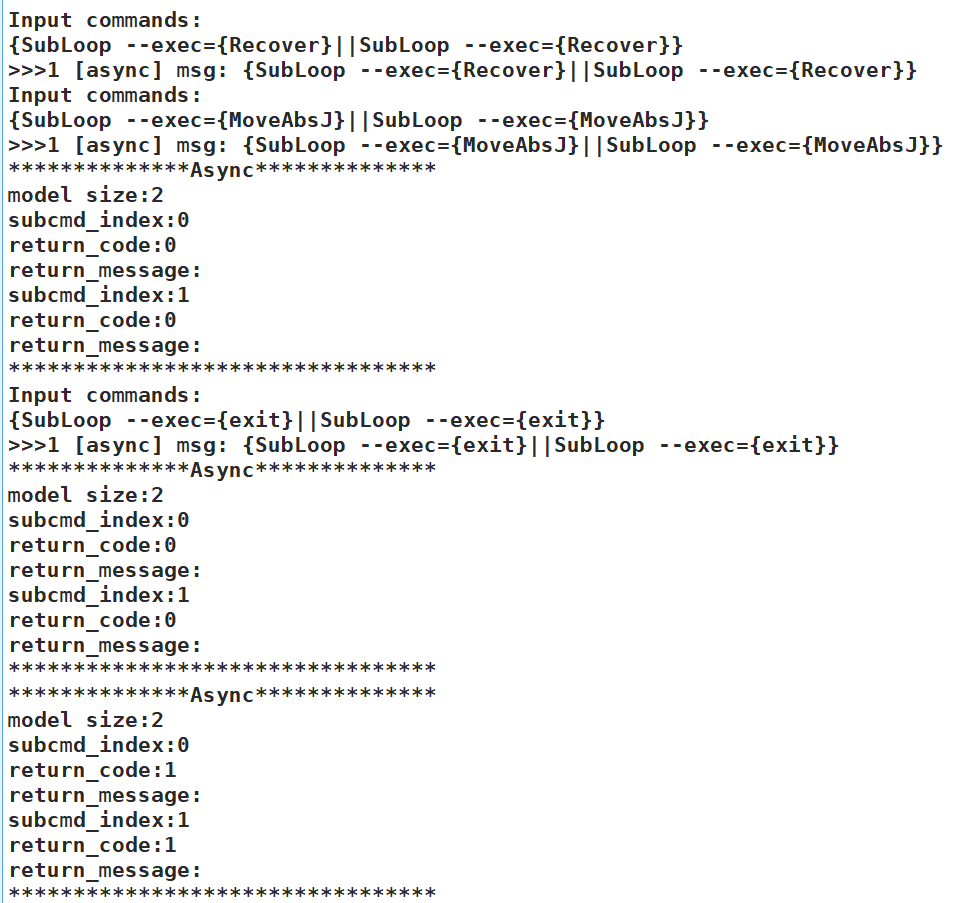 Input commands:
{SubLoop --exec={Recover}||SubLoop --exec={Recover}}
>>>1 [async] msg: {SubLoop --exec={Recover}||SubLoop --exec={Recover}}
Input commands:
{SubLoop --exec={MoveAbsJ}||SubLoop --exec={MoveAbsJ}}
>>>1 [async] msg: {SubLoop --exec={MoveAbsJ}||SubLoop --exec={MoveAbsJ}}
**************Async**************
model size:2
subcmd_index:0
return_code:0
return_message:
subcmd_index:1
return_code:0
return_message:
*********************************
Input commands:
{SubLoop --exec={exit}||SubLoop --exec={exit}}
>>>1 [async] msg: {SubLoop --exec={exit}||SubLoop --exec={exit}}
**************Async**************
model size:2
subcmd_index:0
return_code:0
return_message:
subcmd_index:1
return_code:0
return_message:
*********************************
**************Async**************
model size:2
subcmd_index:0
return_code:1
return_message:
subcmd_index:1
return_code:1
return_message:
*********************************